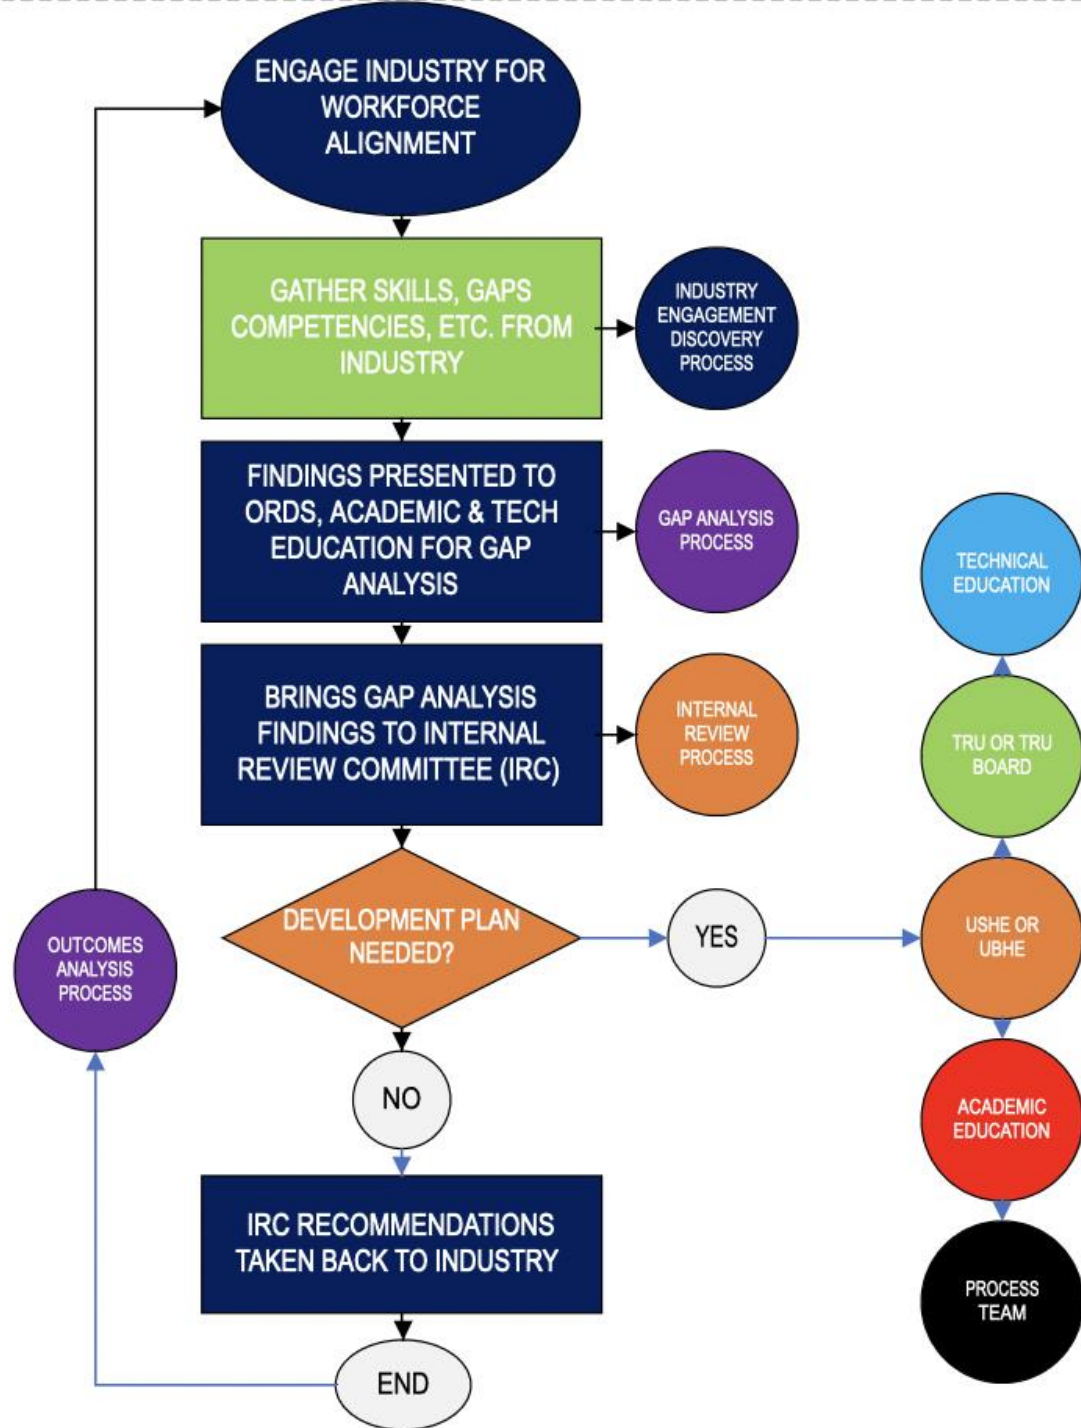 ENGAGE INDUSTRY FOR
WORKFORCE
ALIGNMENT
GATHER SKILLS, GAPS
COMPETENCIES, ETC. FROM
INDUSTRY
INDUSTRY
ENGAGEMENT
DISCOVERY
PROCESS
FINDINGS PRESENTED TO
ORDS, ACADEMIC & TECH
EDUCATION FOR GAP
ANALYSIS
GAP ANALYSIS
PROCESS
TECHNICAL
EDUCATION
BRINGS GAP ANALYSIS
FINDINGS TO INTERNAL
REVIEW COMMITTEE (IRC)
INTERNAL
REVIEW
PROCESS
TRU OR TRU
BOARD
DEVELOPMENT PLAN
NEEDED?
YES
USHE OR
UBHE
OUTCOMES
ANALYSIS
PROCESS
NO
ACADEMIC
EDUCATION
IRC RECOMMENDATIONS
TAKEN BACK TO INDUSTRY
PROCESS
TEAM
END